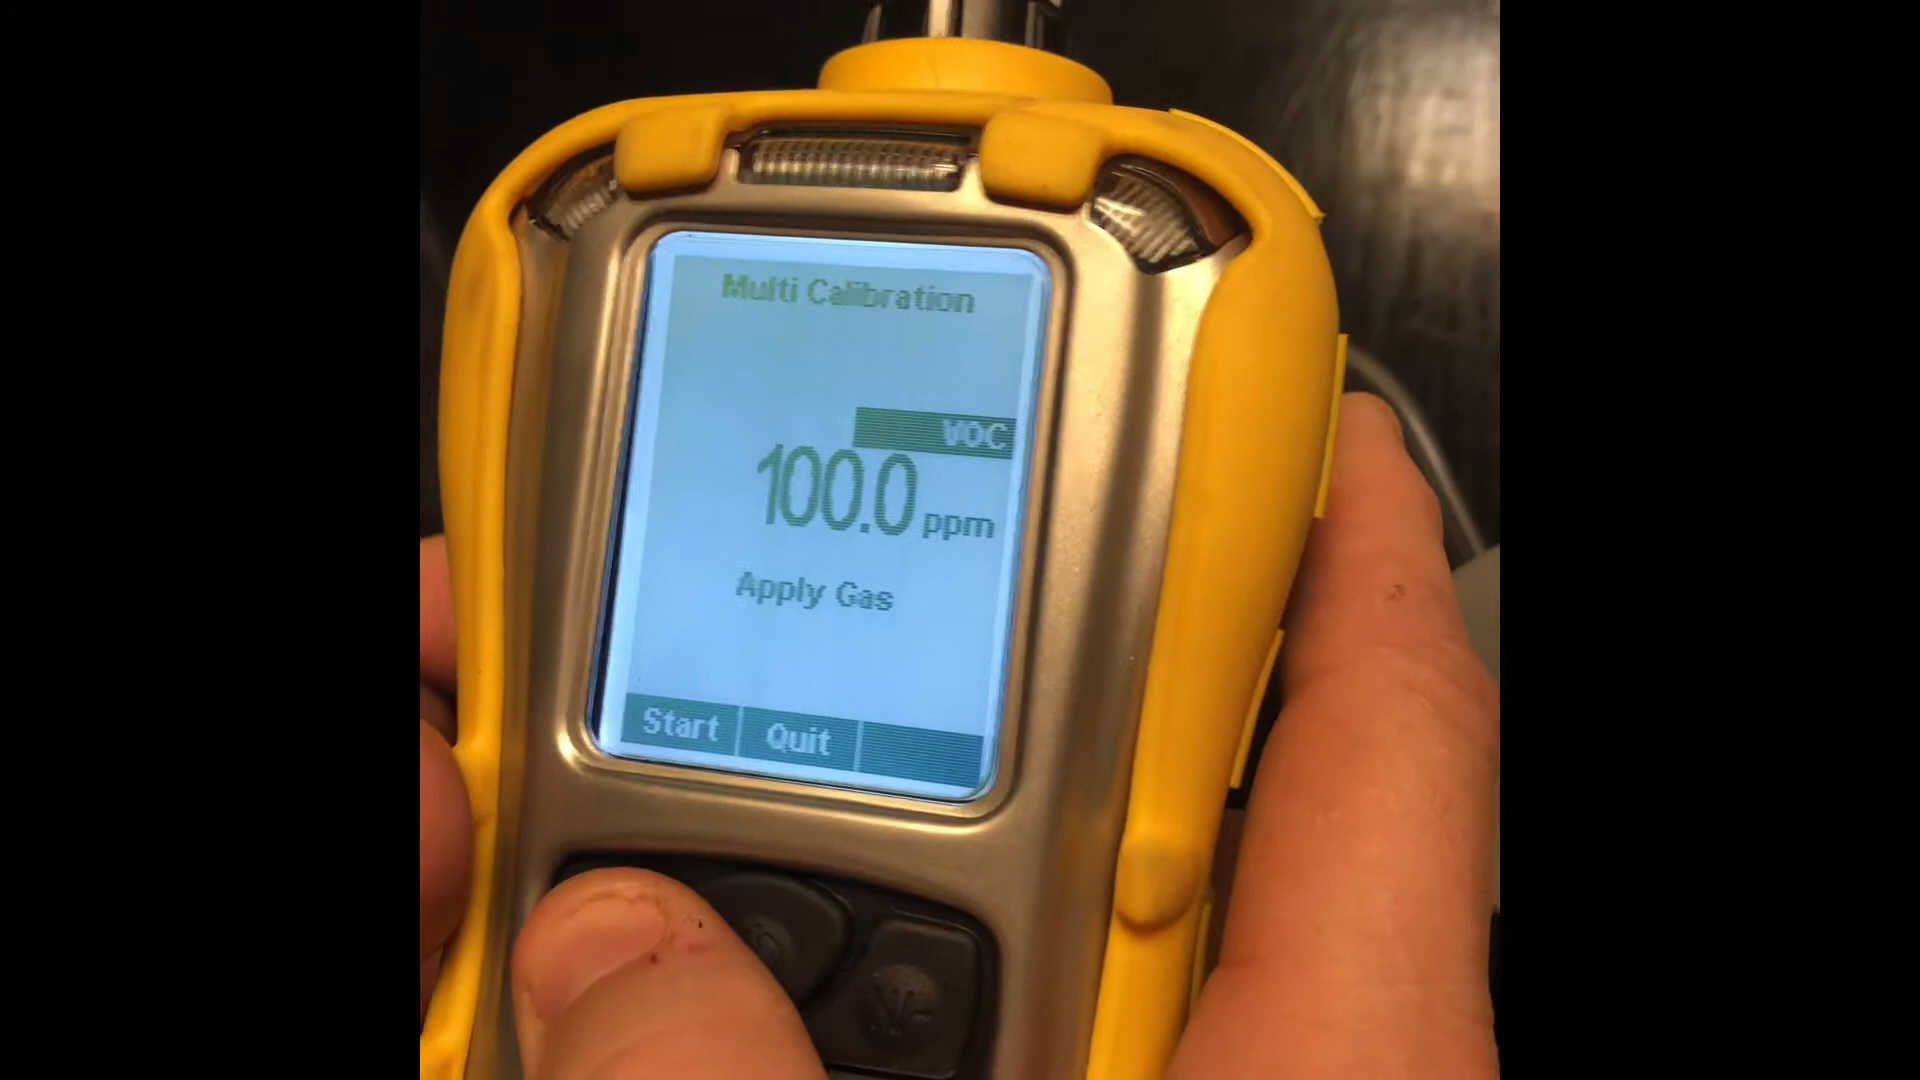 Multi Calibration
VOC
100.0 ppm
Apply Gas
Start Quit
N/-